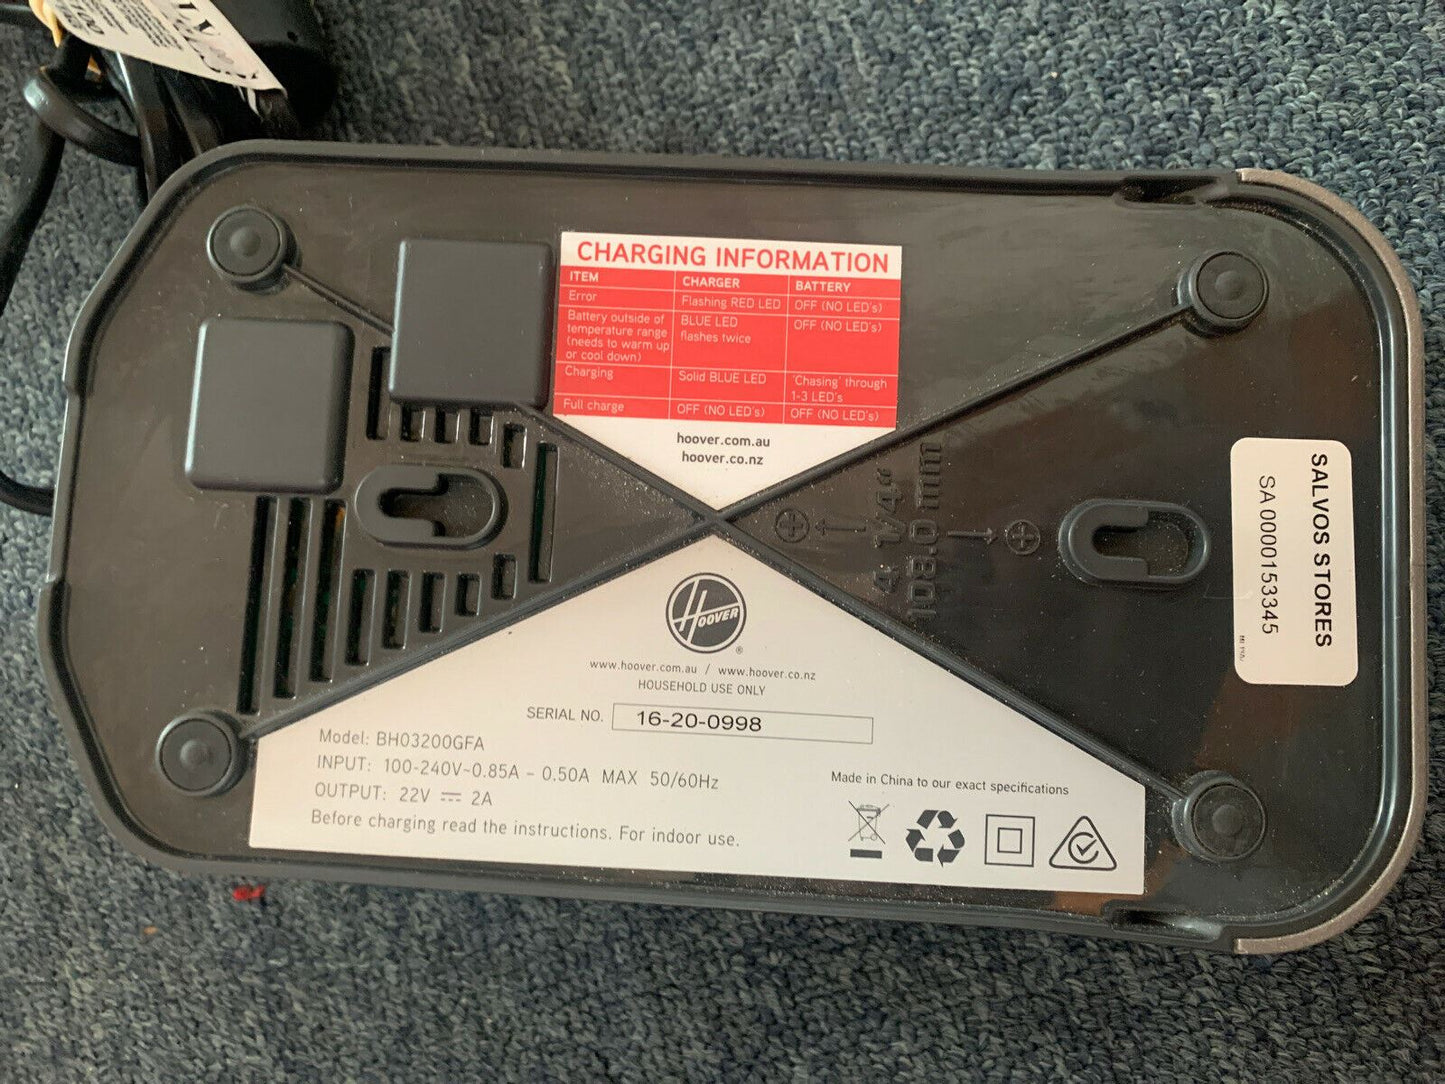 CHARGING INFORMATION
ITEM CHARGER BATTERY
Error Flashing RED LED OFF (NO LED's)
Battery outside of temperature range (needs to warm up or cool down) BLUE LED flashes twice OFF (NO LED's)
Charging Solid BLUE LED 'Chasing' through 1-3 LED's
Full charge OFF (NO LED's) OFF (NO LED's)
hoover.com.au
hoover.co.nz
4 1/4"
108.0 mm
SALVOS STORES
SA0000153345
HOOVER
®
www.hoover.com.au / www.hoover.co.nz
HOUSEHOLD USE ONLY
SERIAL NO. 16-20-0998
Model: BH03200GFA
INPUT: 100-240V~0.85A - 0.50A MAX 50/60Hz
OUTPUT: 22V ⎓ 2A
Before charging read the instructions. For indoor use.
Made in China to our exact specifications